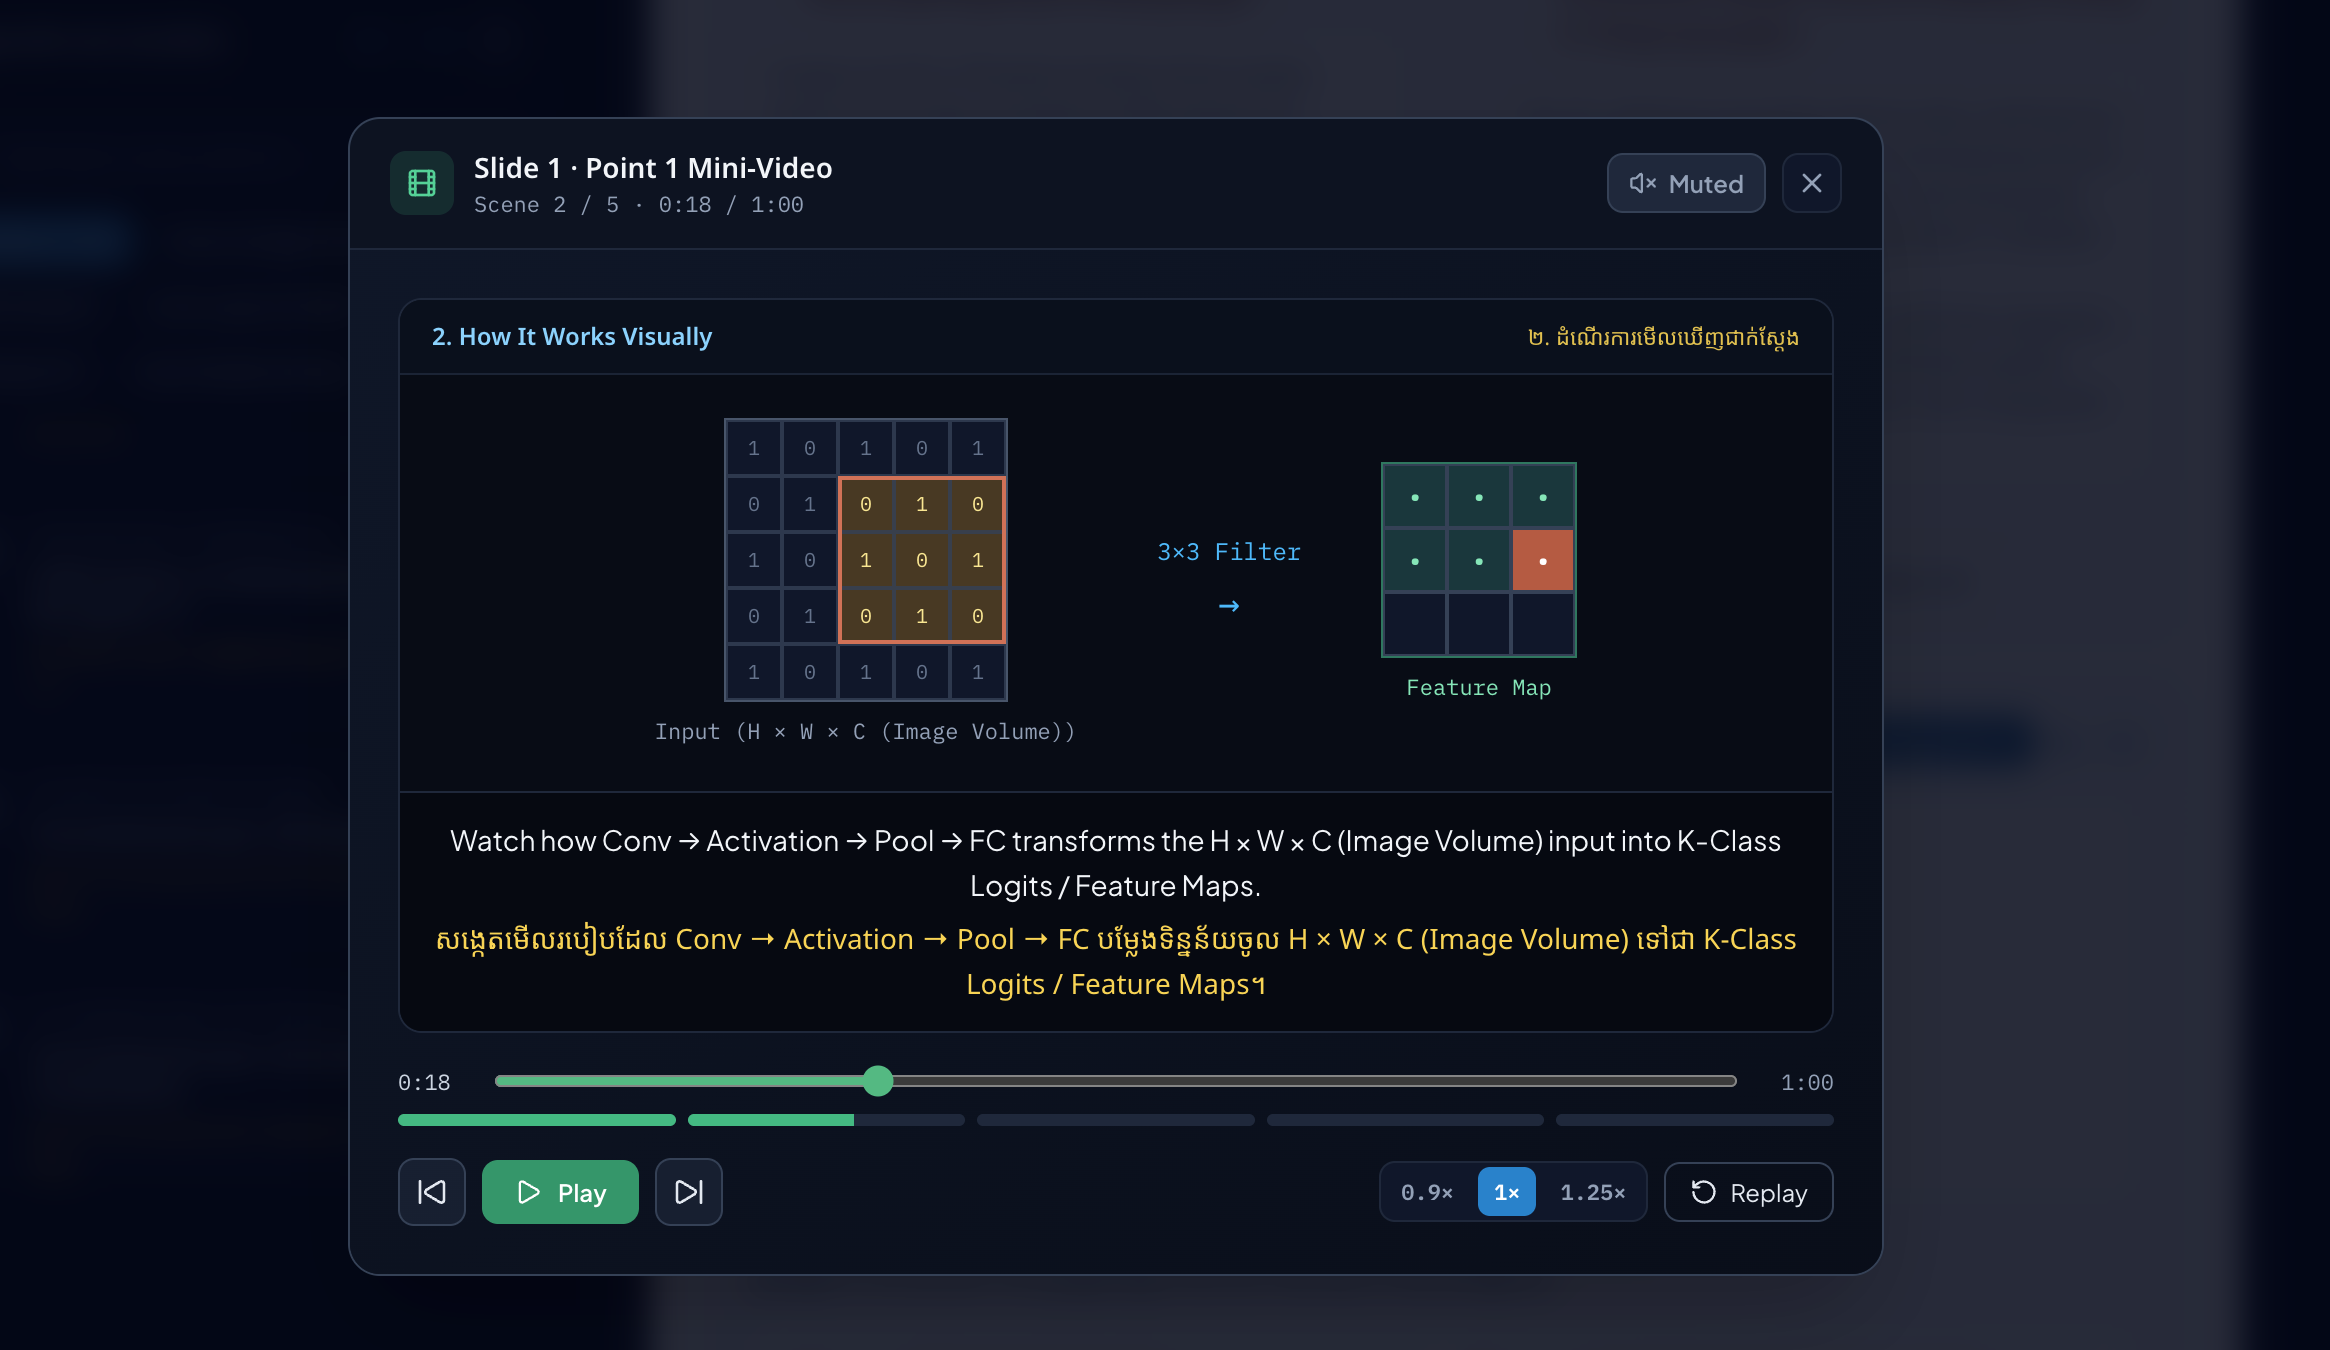 Slide 1 · Point 1 Mini-Video
Scene 2 / 5 · 0:18 / 1:00
Muted
2. How It Works Visually
២. ដំណើរការមើលឃើញជាក់ស្តែង
1 0 1 0 1
0 1 0 1 0
1 0 1 0 1
0 1 0 1 0
1 0 1 0 1
Input (H × W × C (Image Volume))
3×3 Filter
→
Feature Map
Watch how Conv → Activation → Pool → FC transforms the H × W × C (Image Volume) input into K-Class
Logits / Feature Maps.
សង្កេតមើលរបៀបដែល Conv → Activation → Pool → FC បម្លែងទិន្នន័យចូល H × W × C (Image Volume) ទៅជា K-Class
Logits / Feature Maps។
0:18
1:00
Play
0.9× 1× 1.25×
Replay